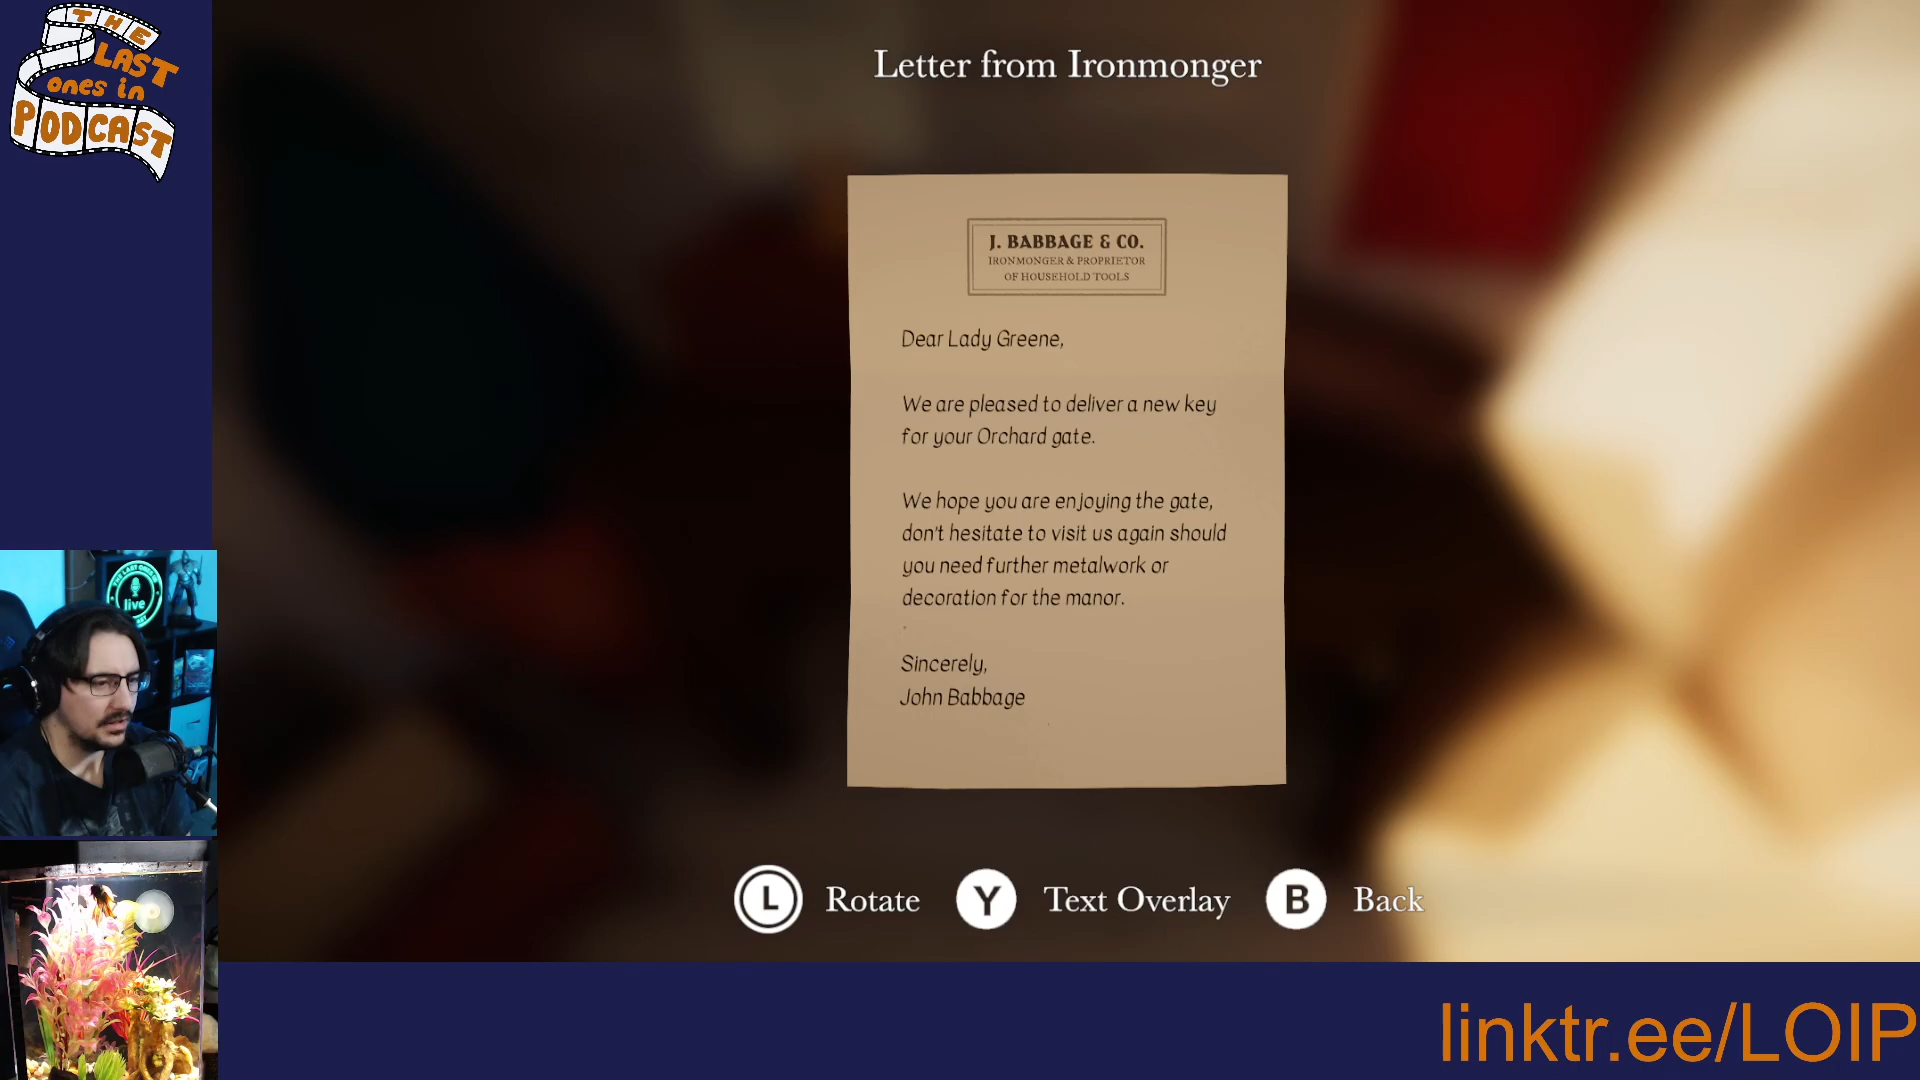 THE
LAST
ones in
PODCAST
Letter from Ironmonger
J. BABBAGE & CO.
IRONMONGER & PROPRIETOR
OF HOUSEHOLD TOOLS
Dear Lady Greene,
We are pleased to deliver a new key
for your Orchard gate.
We hope you are enjoying the gate,
don't hesitate to visit us again should
you need further metalwork or
decoration for the manor.
Sincerely,
John Babbage
live
L Rotate Y Text Overlay B Back
linktr.ee/LOIP